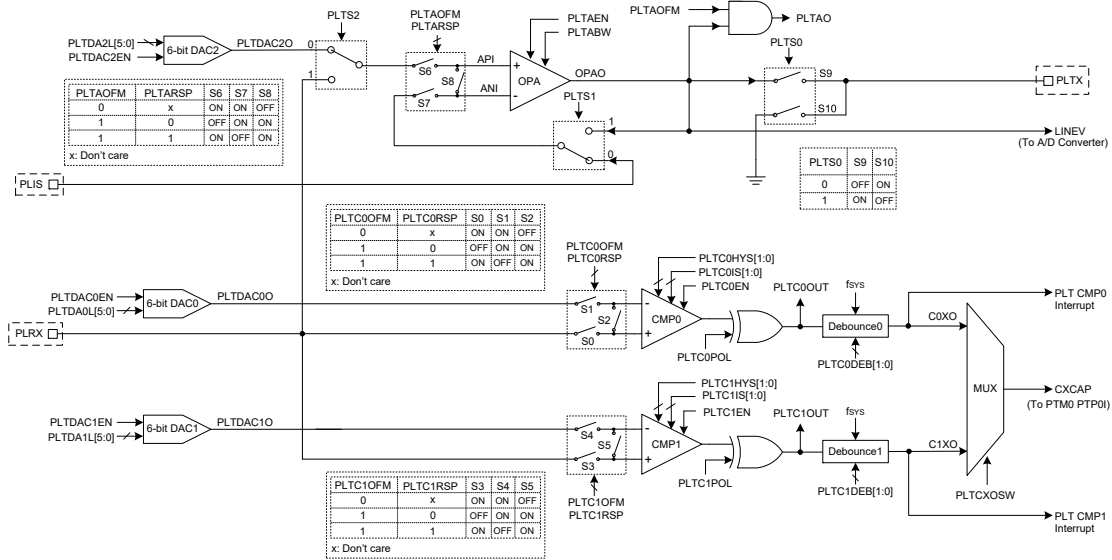 PLTS2
PLTAOFM
PLTARSP
PLTAEN
PLTABW
PLTAOFM
PLTAO
PLTDA2L[5:0]
PLTDAC2EN
6-bit DAC2
PLTDAC2O
0
1
S6
S7
S8
API
ANI
+
-
OPA
OPAO
PLTS1
1
0
PLTS0
S9
S10
PLTX
LINEV
(To A/D Converter)
PLTAOFM PLTARSP S6 S7 S8
0 x ON ON OFF
1 0 OFF ON ON
1 1 ON OFF ON
x: Don't care
PLIS
PLTS0 S9 S10
0 OFF ON
1 ON OFF
PLTC0OFM PLTC0RSP S0 S1 S2
0 x ON ON OFF
1 0 OFF ON ON
1 1 ON OFF ON
x: Don't care
PLTC0OFM
PLTC0RSP
PLTC0HYS[1:0]
PLTC0IS[1:0]
PLTC0EN
PLTDAC0EN
PLTDA0L[5:0]
6-bit DAC0
PLTDAC0O
S1
S2
S0
-
+
CMP0
PLTC0POL
PLTC0OUT
fSYS
Debounce0
PLTC0DEB[1:0]
C0XO
PLT CMP0
Interrupt
PLRX
MUX
CXCAP
(To PTM0 PTP0I)
PLTCXOSW
PLTDAC1EN
PLTDA1L[5:0]
6-bit DAC1
PLTDAC1O
S4
S5
S3
PLTC1OFM
PLTC1RSP
PLTC1HYS[1:0]
PLTC1IS[1:0]
PLTC1EN
-
+
CMP1
PLTC1POL
PLTC1OUT
fSYS
Debounce1
PLTC1DEB[1:0]
C1XO
PLT CMP1
Interrupt
PLTC1OFM PLTC1RSP S3 S4 S5
0 x ON ON OFF
1 0 OFF ON ON
1 1 ON OFF ON
x: Don't care